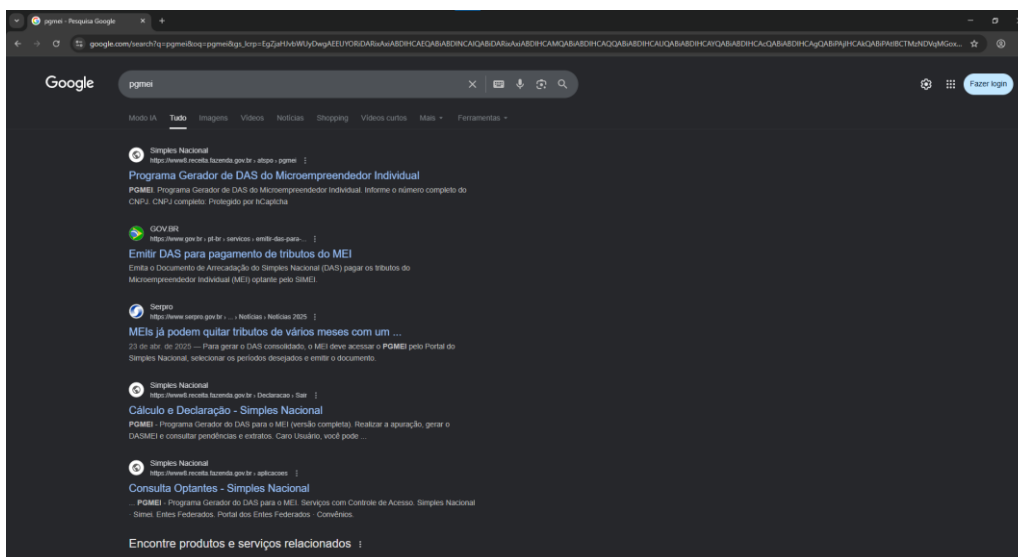 pgmei - Pesquisa Google
google.com/search?q=pgmei&oq=pgmei&gs_lcrp=
Google
pgmei
Fazer login
Modo IA Tudo Imagens Vídeos Notícias Shopping Vídeos curtos Mais Ferramentas
Simples Nacional
https://www8.receita.fazenda.gov.br › atspo › pgmei
Programa Gerador de DAS do Microempreendedor Individual
PGMEI. Programa Gerador de DAS do Microempreendedor Individual. Informe o número completo do
CNPJ. CNPJ completo: Protegido por hCaptcha
GOV.BR
https://www.gov.br › pt-br › servicos › emitir-das-para-...
Emitir DAS para pagamento de tributos do MEI
Emita o Documento de Arrecadação do Simples Nacional (DAS) pagar os tributos do
Microempreendedor Individual (MEI) optante pelo SIMEI.
Serpro
https://www.serpro.gov.br › ... › Notícias › Notícias 2025
MEIs já podem quitar tributos de vários meses com um ...
23 de abr. de 2025 — Para gerar o DAS consolidado, o MEI deve acessar o PGMEI pelo Portal do
Simples Nacional, selecionar os períodos desejados e emitir o documento.
Simples Nacional
https://www8.receita.fazenda.gov.br › Declaracao › Sair
Cálculo e Declaração - Simples Nacional
PGMEI - Programa Gerador do DAS para o MEI (versão completa). Realizar a apuração, gerar o
DASMEI e consultar pendências e extratos. Caro Usuário, você pode ...
Simples Nacional
https://www8.receita.fazenda.gov.br › aplicacoes
Consulta Optantes - Simples Nacional
... PGMEI - Programa Gerador do DAS para o MEI. Serviços com Controle de Acesso. Simples Nacional
· Simei. Entes Federados. Portal dos Entes Federados · Convênios.
Encontre produtos e serviços relacionados